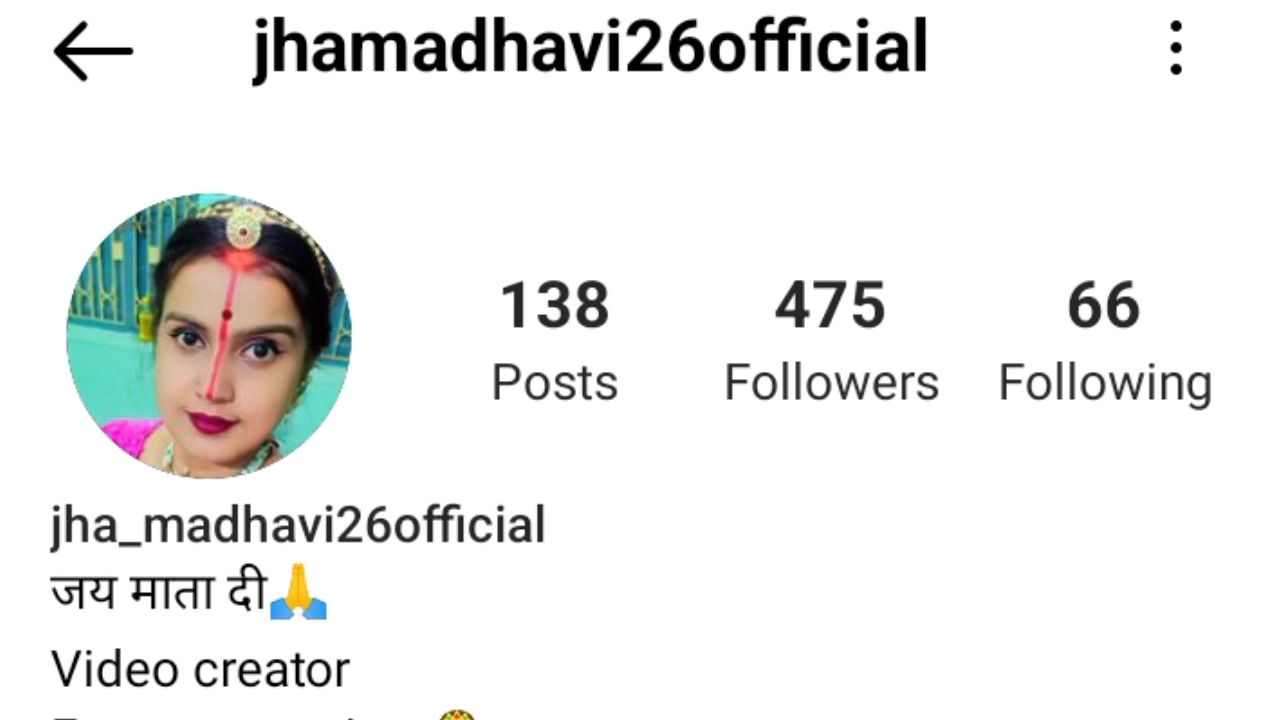 jhamadhavi26official
138 475 66
Posts Followers Following
jha_madhavi26official
जय माता दी🙏
Video creator